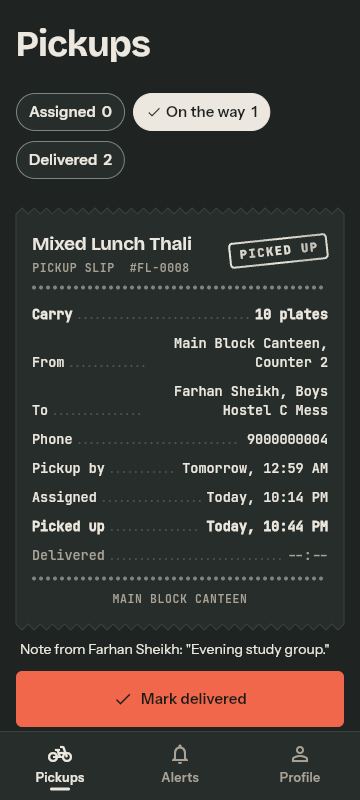 Pickups
Assigned 0
On the way 1
Delivered 2
Mixed Lunch Thali
PICKED UP
PICKUP SLIP #FL-0008
Carry 10 plates
From Main Block Canteen,
Counter 2
To Farhan Sheikh, Boys
Hostel C Mess
Phone 9000000004
Pickup by Tomorrow, 12:59 AM
Assigned Today, 10:14 PM
Picked up Today, 10:44 PM
Delivered --:--
MAIN BLOCK CANTEEN
Note from Farhan Sheikh: "Evening study group."
Mark delivered
Pickups Alerts Profile